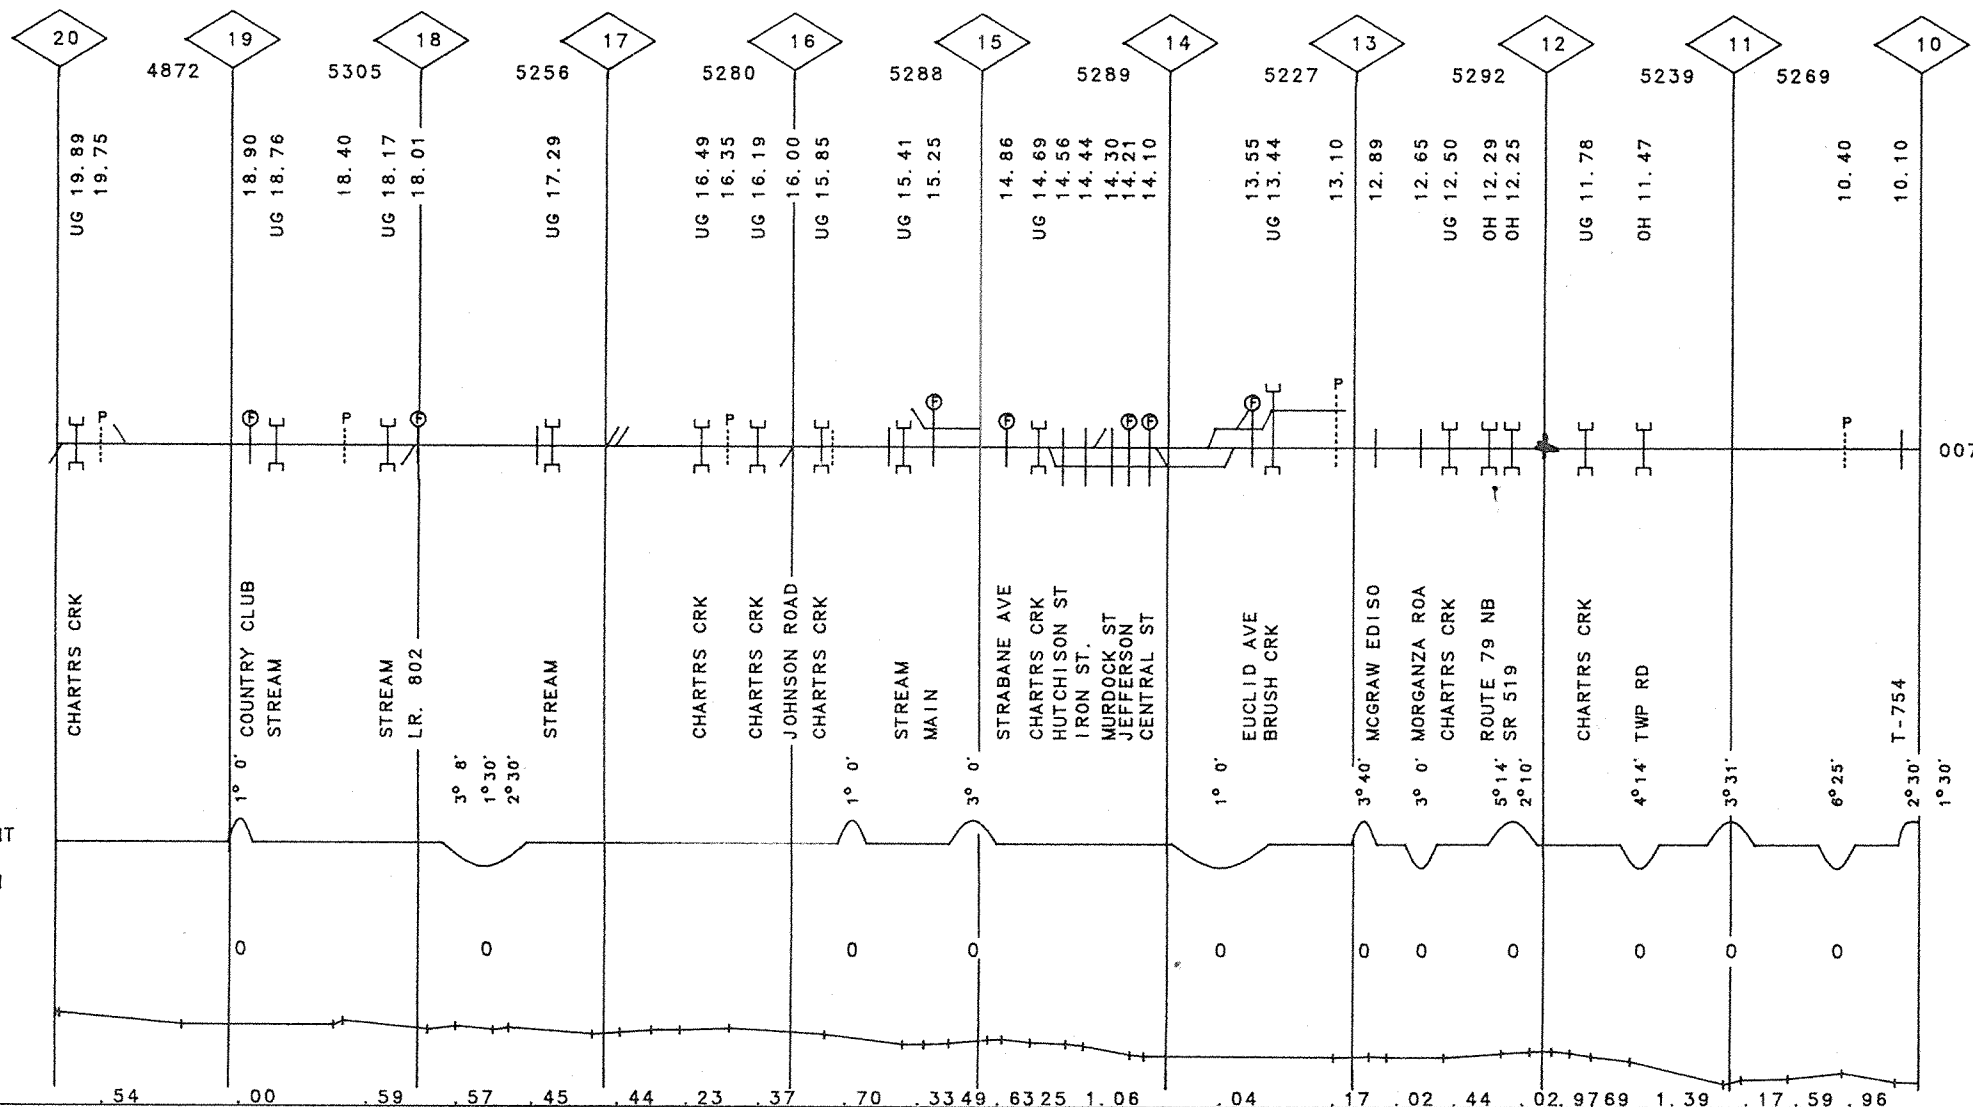 20 19 18 17 16 15 14 13 12 11 10
4872 5305 5256 5280 5288 5289 5227 5292 5239 5269
UG 19.89
19.75
18.90
UG 18.76
18.40
UG 18.17
18.01
UG 17.29
UG 16.49
16.35
UG 16.19
16.00
UG 15.85
UG 15.41
15.25
14.86
UG 14.69
14.56
14.44
14.30
14.21
14.10
13.55
UG 13.44
13.10
12.89
12.65
UG 12.50
OH 12.29
OH 12.25
UG 11.78
OH 11.47
10.40
10.10
P F P F P F F F F F P P
007
CHARTRS CRK
COUNTRY CLUB
STREAM
STREAM
LR. 802
STREAM
CHARTRS CRK
CHARTRS CRK
JOHNSON ROAD
CHARTRS CRK
STREAM
MAIN
STRABANE AVE
CHARTRS CRK
HUTCHISON ST
IRON ST.
MURDOCK ST
JEFFERSON
CENTRAL ST
EUCLID AVE
BRUSH CRK
MCGRAW EDISO
MORGANZA ROA
CHARTRS CRK
ROUTE 79 NB
SR 519
CHARTRS CRK
TWP RD
T-754
1° 0'
3° 8'
1°30'
2°30'
1° 0'
3° 0'
1° 0'
3°40'
3° 0'
5°14'
2°10'
4°14'
3°31'
6°25'
2°30'
1°30'
NT
0 0 0 0 0 0 0 0 0 0 0
.54 .00 .59 .57 .45 .44 .23 .37 .70 .33 49 .63 25 1.06 .04 .17 .02 .44 .02 .97 69 1.39 .17 .59 .96